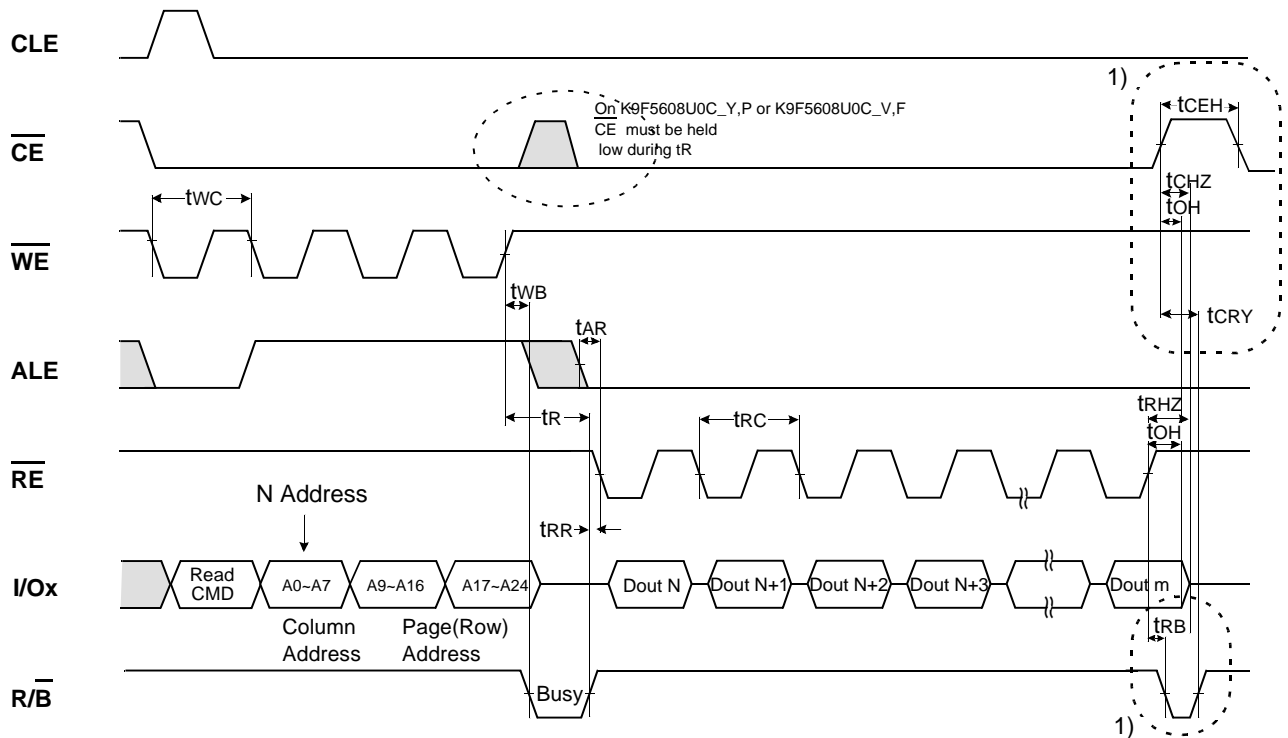 CLE
1)
tCEH
On K9F5608U0C_Y,P or K9F5608U0C_V,F
CE must be held
low during tR
CE
tCHZ
tOH
tWC
WE
tWB
tCRY
tAR
ALE
tR
tRC
tRHZ
tOH
RE
N Address
tRR
I/Ox
Read
CMD
A0~A7
A9~A16
A17~A24
Dout N
Dout N+1
Dout N+2
Dout N+3
Dout m
Column
Address
Page(Row)
Address
tRB
R/B
Busy
1)